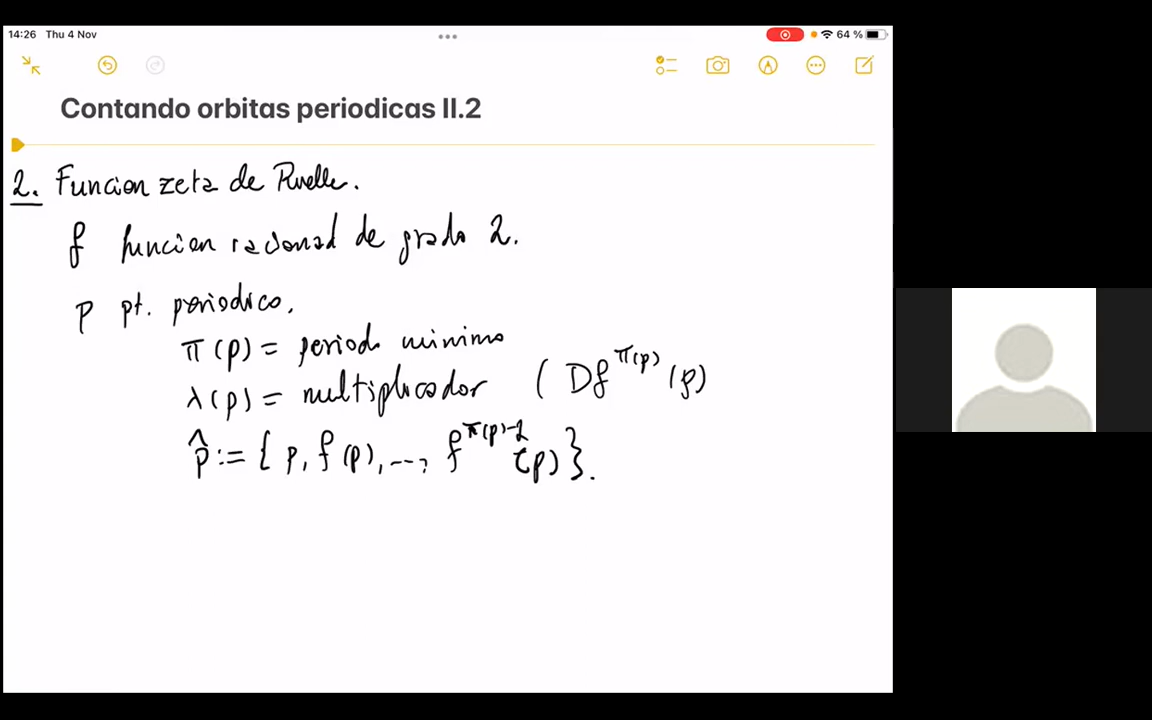 14:26 Thu 4 Nov
64 %
Contando orbitas periodicas II.2
2. Funcion zeta de Ruelle.
f funcion racional de grado 2.
p pt. periodico.
π(p) = periodo minimo
λ(p) = multiplicador (Df^π(p)(p)
p̂ := {p, f(p), ..., f^π(p)-1(p)}.